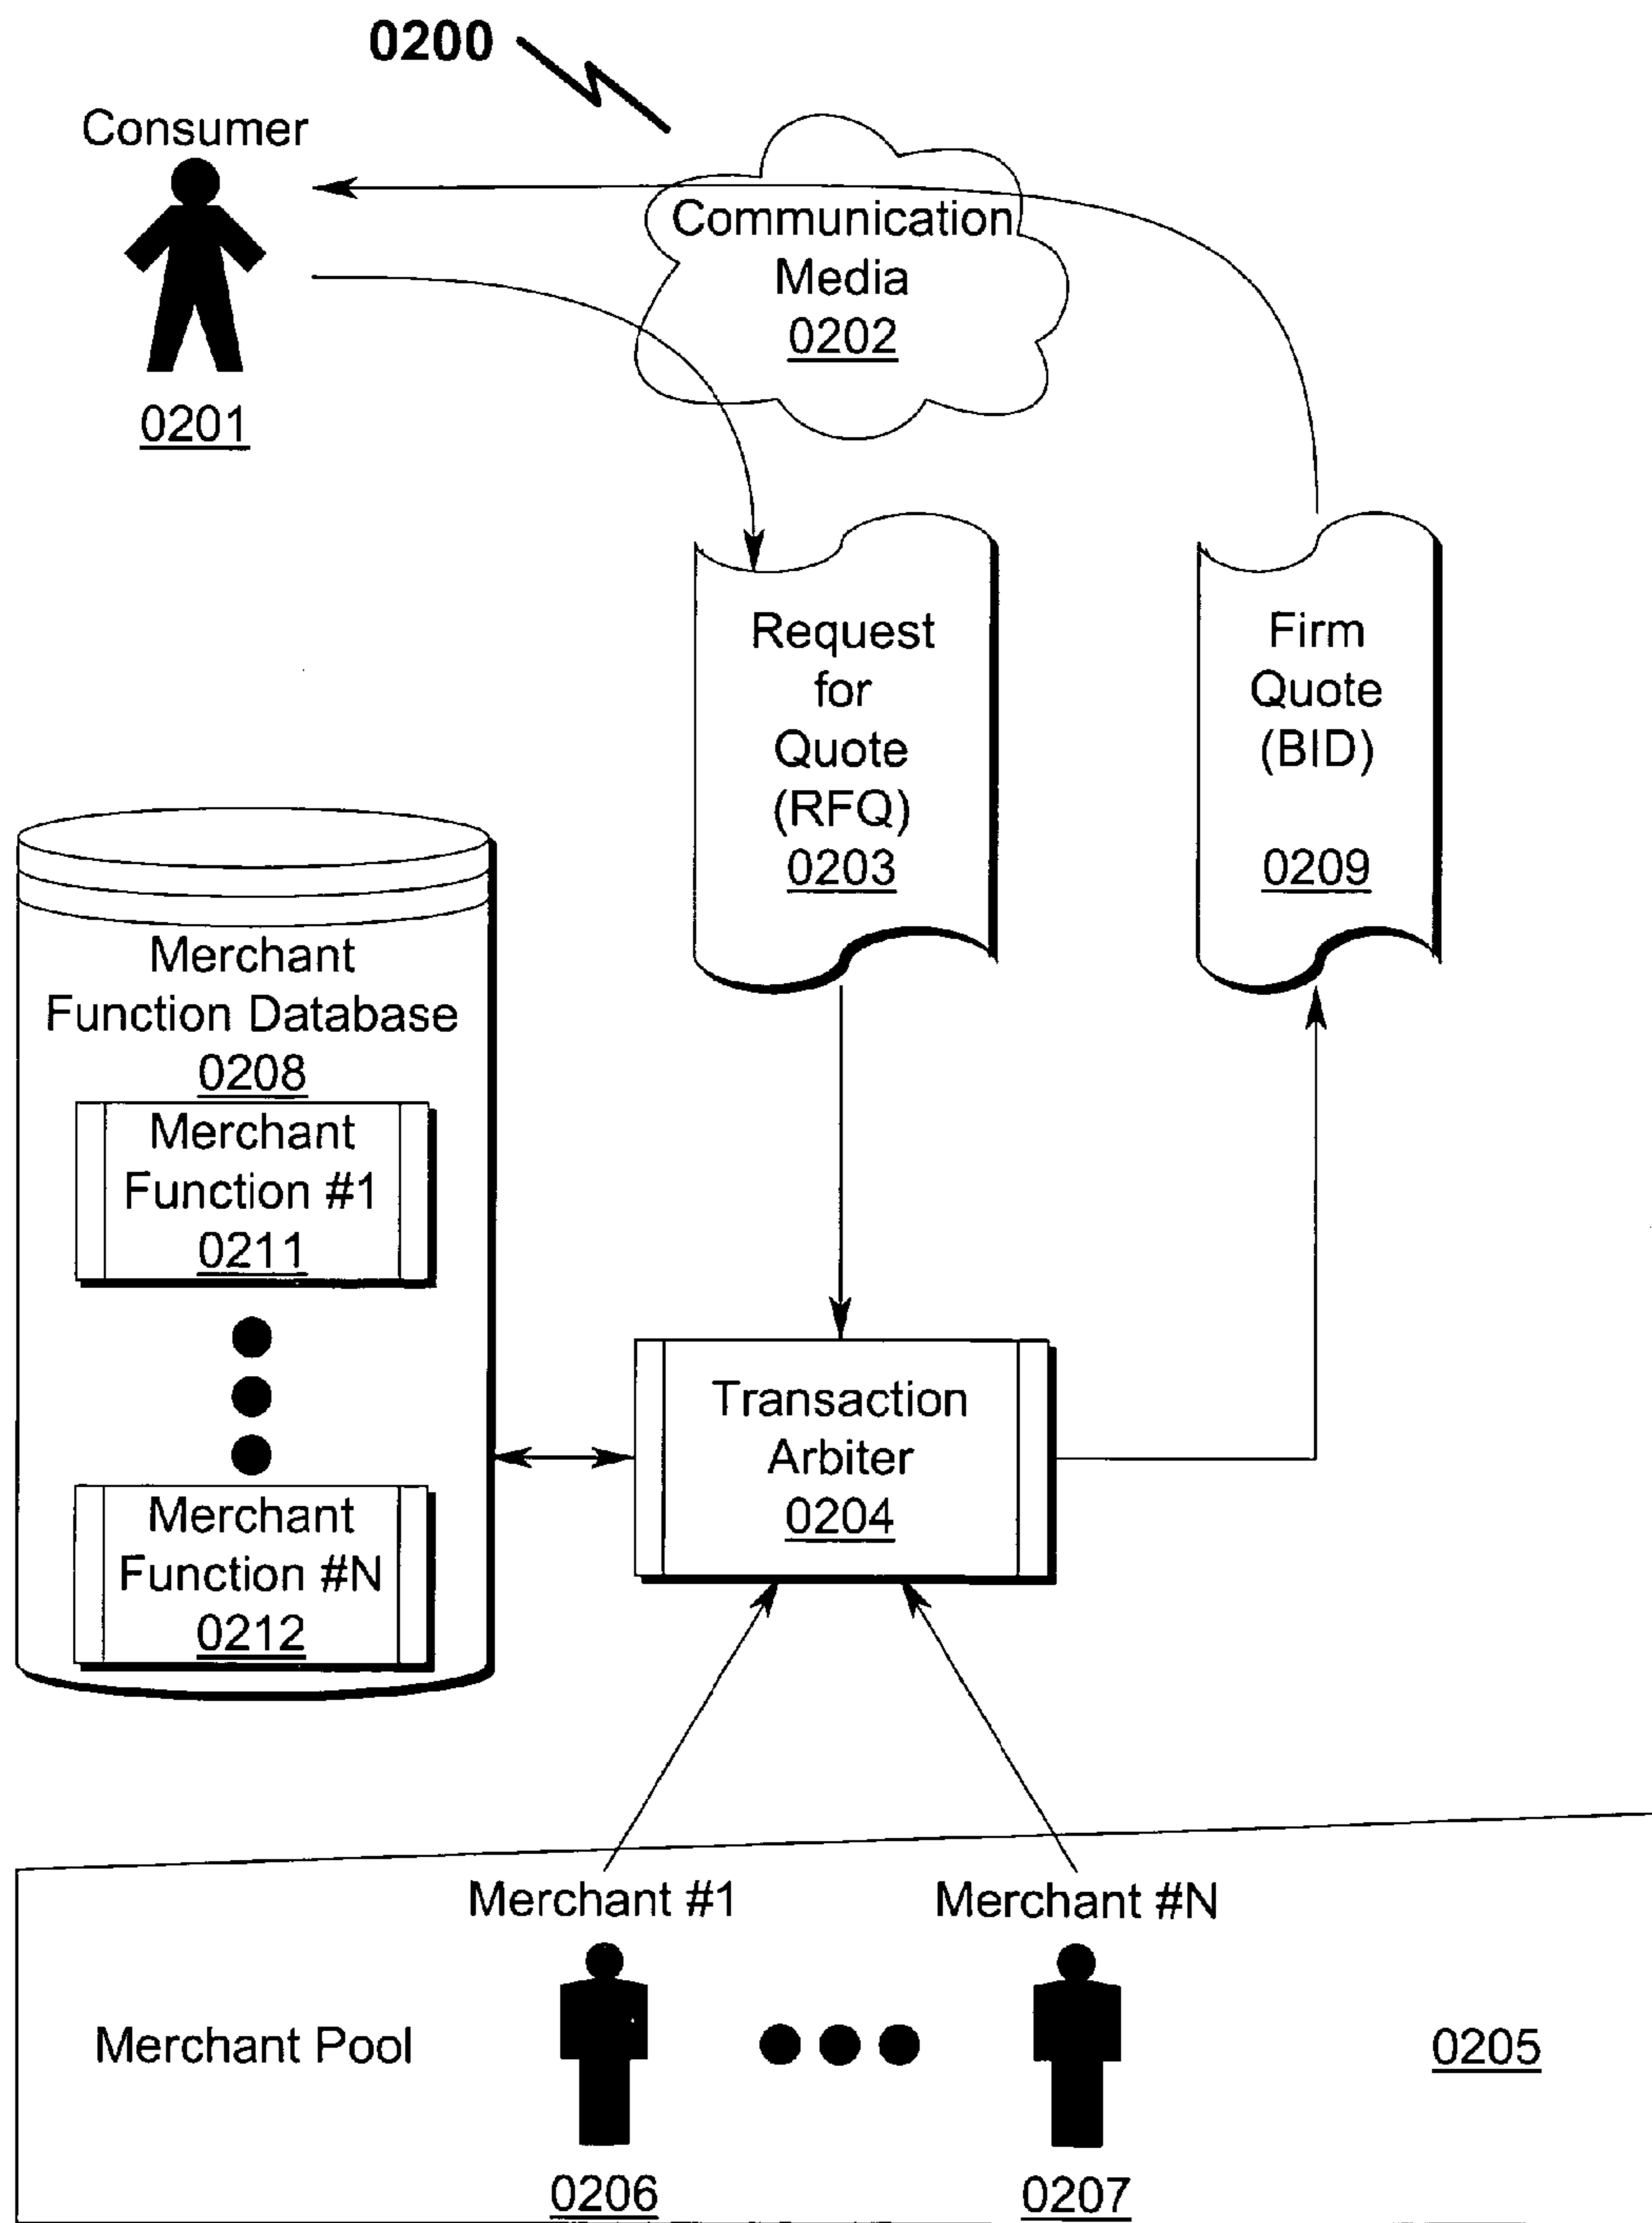 0200
Consumer
0201
Communication
Media
0202
Request
for
Quote
(RFQ)
0203
Firm
Quote
(BID)
0209
Merchant
Function Database
0208
Merchant
Function #1
0211
Merchant
Function #N
0212
Transaction
Arbiter
0204
Merchant #1
Merchant #N
Merchant Pool
0205
0206
0207